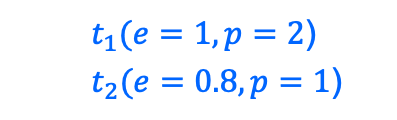 t₁(e = 1, p = 2)
t₂(e = 0.8, p = 1)